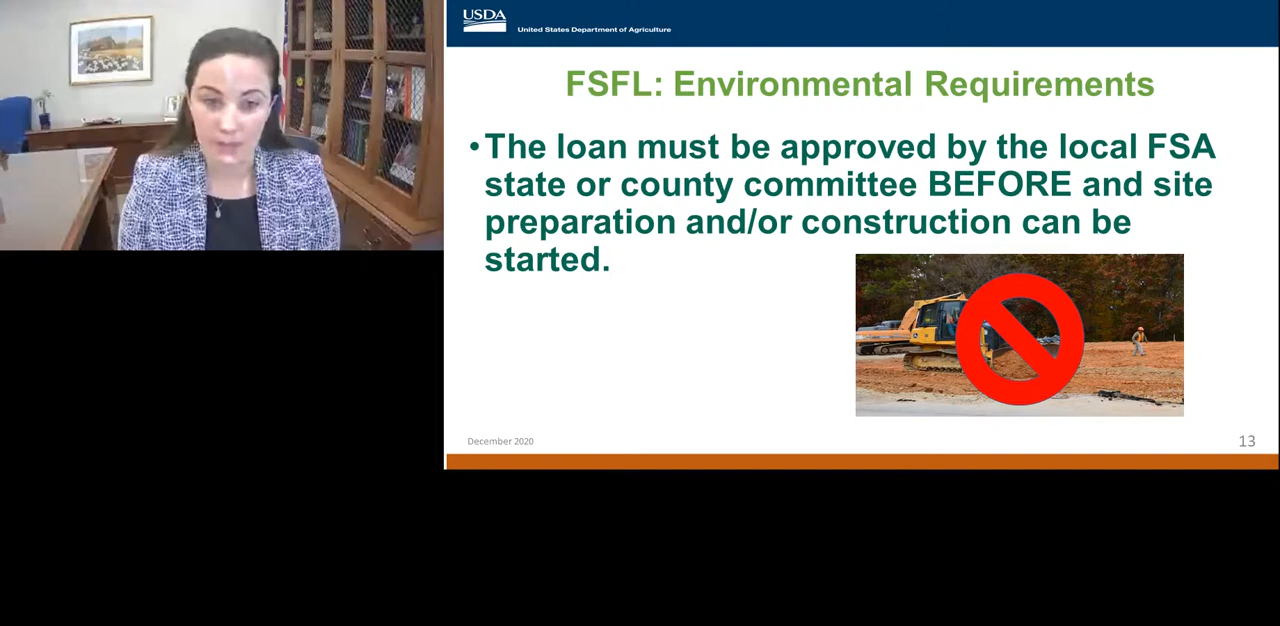 USDA
United States Department of Agriculture
FSFL: Environmental Requirements
•The loan must be approved by the local FSA
state or county committee BEFORE and site
preparation and/or construction can be
started.
December 2020
13